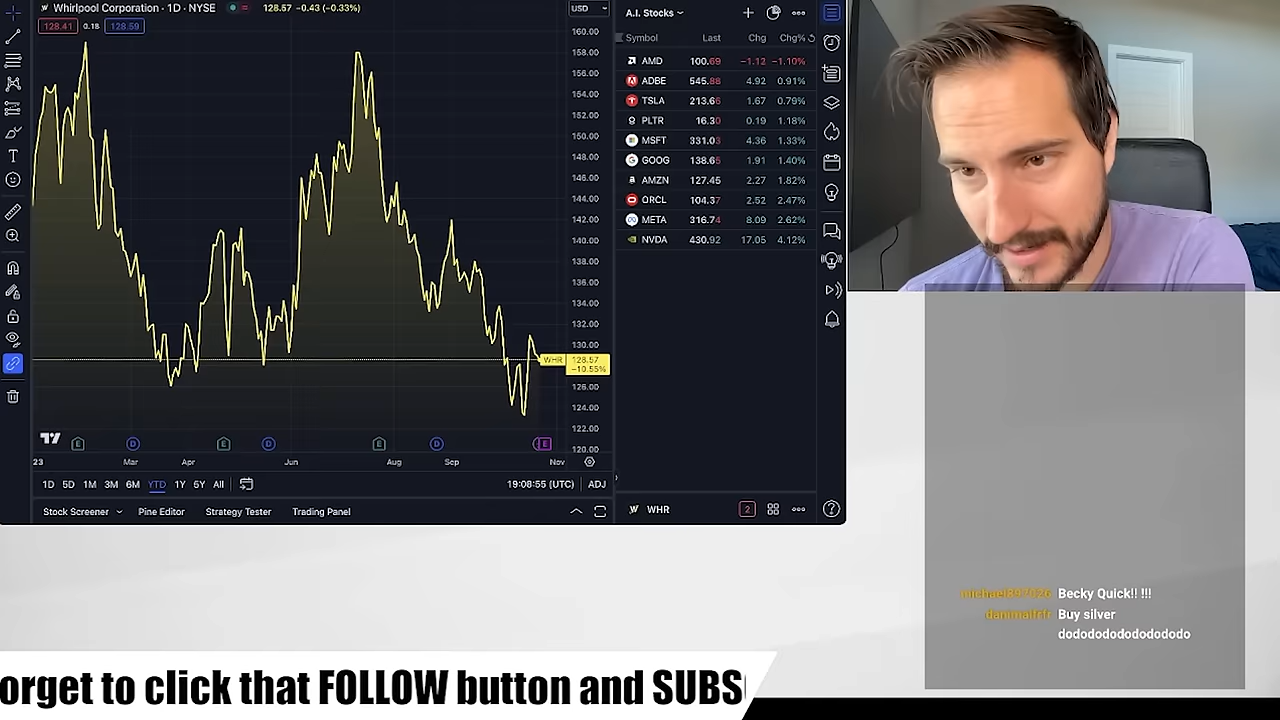 Whirlpool Corporation · 1D · NYSE
128.57 −0.43 (−0.33%)
USD
128.41 0.18 128.59
160.00
158.00
156.00
154.00
152.00
150.00
148.00
146.00
144.00
142.00
140.00
138.00
136.00
134.00
132.00
130.00
WHR 128.57
−10.55%
126.00
124.00
122.00
120.00
E D E D E D E
23 Mar Apr Jun Aug Sep Nov
1D 5D 1M 3M 6M YTD 1Y 5Y All
19:08:55 (UTC) ADJ
Stock Screener Pine Editor Strategy Tester Trading Panel
A.I. Stocks
Symbol Last Chg Chg%
AMD 100.69 −1.12 −1.10%
ADBE 545.88 4.92 0.91%
TSLA 213.66 1.67 0.79%
PLTR 16.30 0.19 1.18%
MSFT 331.03 4.36 1.33%
GOOG 138.65 1.91 1.40%
AMZN 127.45 2.27 1.82%
ORCL 104.37 2.52 2.47%
META 316.74 8.09 2.62%
NVDA 430.92 17.05 4.12%
WHR 2
Becky Quick!! !!!
Buy silver
dododododododododo
orget to click that FOLLOW button and SUBS